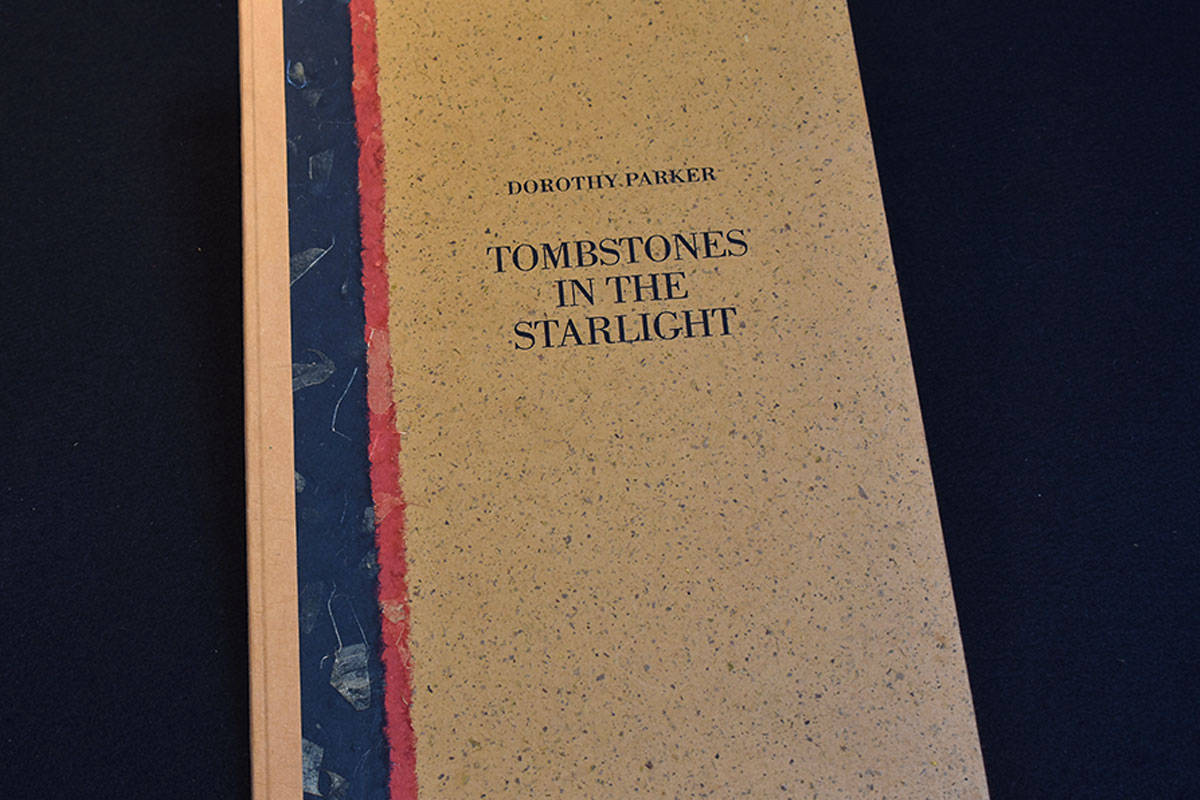 DOROTHY PARKER
TOMBSTONES
IN THE
STARLIGHT